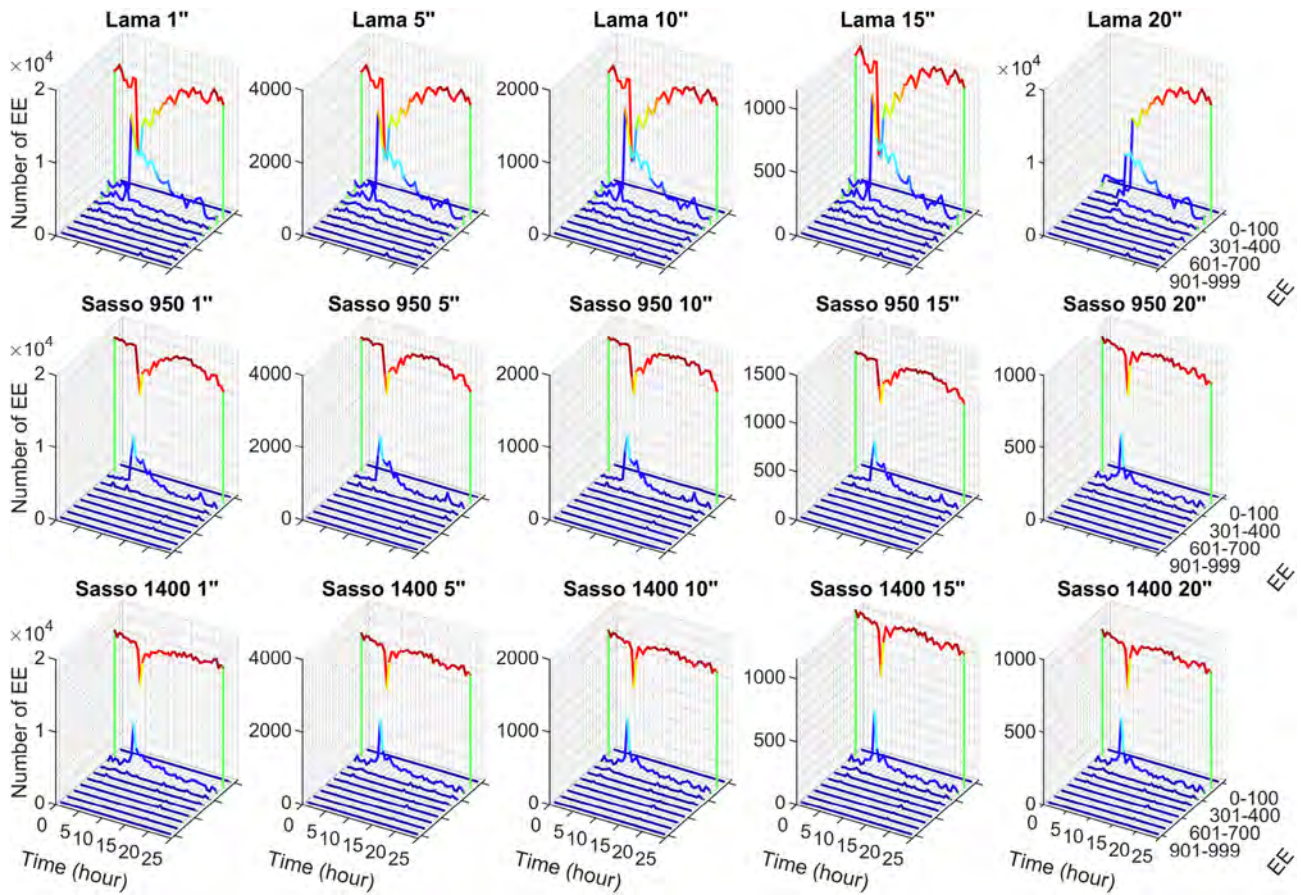 Lama 1" Lama 5" Lama 10" Lama 15" Lama 20"
×10⁴ ×10⁴
2 4000 2000 1000 2
1 2000 1000 500 1
0 0 0 0 0
Number of EE
0-100
301-400
601-700
901-999
EE
Sasso 950 1" Sasso 950 5" Sasso 950 10" Sasso 950 15" Sasso 950 20"
×10⁴
2 4000 2000 1500 1000
1 2000 1000 1000 500
500
0 0 0 0 0
Number of EE
0-100
301-400
601-700
901-999
EE
Sasso 1400 1" Sasso 1400 5" Sasso 1400 10" Sasso 1400 15" Sasso 1400 20"
×10⁴
2 4000 2000 1000 1000
1 2000 1000 500 500
0 0 0 0 0
Number of EE
0-100
301-400
601-700
901-999
EE
0 5 10 15 20 25 0 5 10 15 20 25 0 5 10 15 20 25 0 5 10 15 20 25 0 5 10 15 20 25
Time (hour) Time (hour) Time (hour) Time (hour) Time (hour)